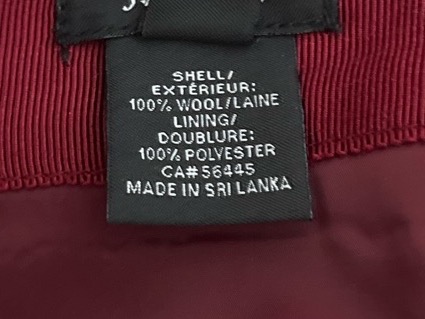 SHELL/
EXTÉRIEUR:
100% WOOL/LAINE
LINING/
DOUBLURE:
100% POLYESTER
CA#56445
MADE IN SRI LANKA